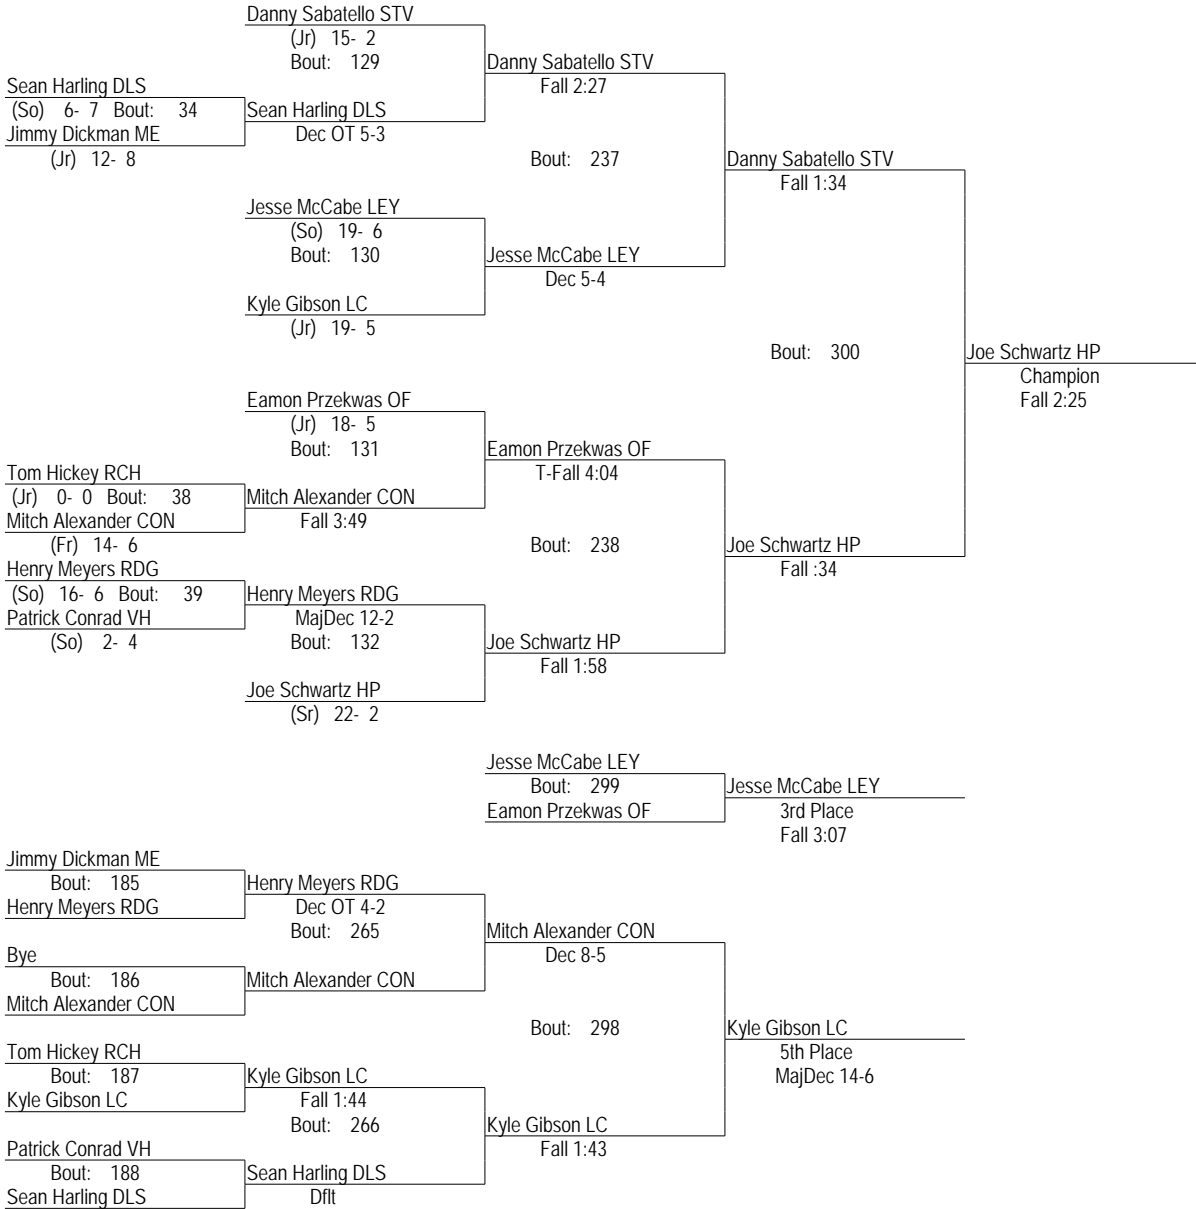 Danny Sabatello STV
(Jr) 15- 2
Bout: 129
Danny Sabatello STV
Fall 2:27
Sean Harling DLS
(So) 6- 7 Bout: 34
Sean Harling DLS
Jimmy Dickman ME
Dec OT 5-3
(Jr) 12- 8
Bout: 237
Danny Sabatello STV
Fall 1:34
Jesse McCabe LEY
(So) 19- 6
Bout: 130
Jesse McCabe LEY
Dec 5-4
Kyle Gibson LC
(Jr) 19- 5
Bout: 300
Joe Schwartz HP
Champion
Fall 2:25
Eamon Przekwas OF
(Jr) 18- 5
Bout: 131
Eamon Przekwas OF
T-Fall 4:04
Tom Hickey RCH
(Jr) 0- 0 Bout: 38
Mitch Alexander CON
Mitch Alexander CON
Fall 3:49
(Fr) 14- 6
Bout: 238
Joe Schwartz HP
Fall :34
Henry Meyers RDG
(So) 16- 6 Bout: 39
Henry Meyers RDG
Patrick Conrad VH
MajDec 12-2
(So) 2- 4
Bout: 132
Joe Schwartz HP
Fall 1:58
Joe Schwartz HP
(Sr) 22- 2
Jesse McCabe LEY
Bout: 299
Jesse McCabe LEY
Eamon Przekwas OF
3rd Place
Fall 3:07
Jimmy Dickman ME
Bout: 185
Henry Meyers RDG
Henry Meyers RDG
Dec OT 4-2
Bout: 265
Mitch Alexander CON
Dec 8-5
Bye
Bout: 186
Mitch Alexander CON
Mitch Alexander CON
Bout: 298
Kyle Gibson LC
5th Place
MajDec 14-6
Tom Hickey RCH
Bout: 187
Kyle Gibson LC
Kyle Gibson LC
Fall 1:44
Bout: 266
Kyle Gibson LC
Fall 1:43
Patrick Conrad VH
Bout: 188
Sean Harling DLS
Sean Harling DLS
Dflt